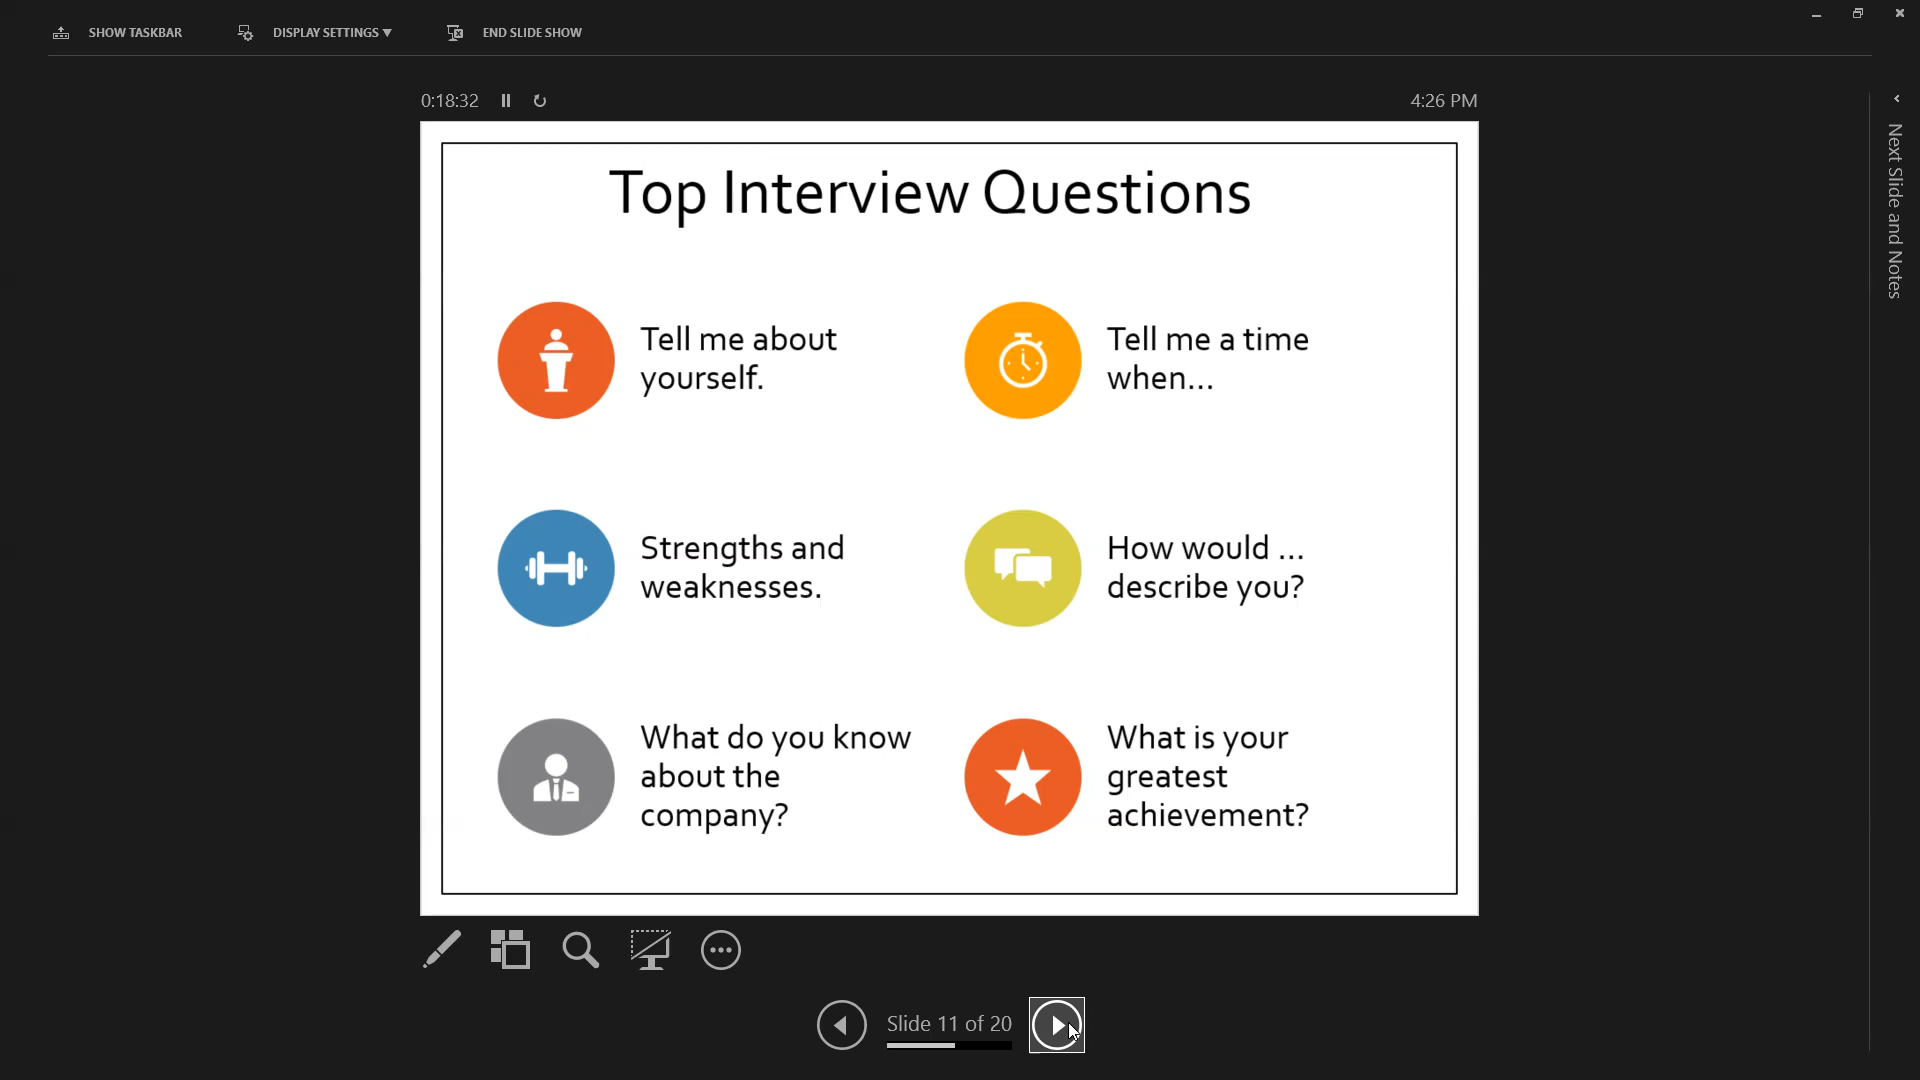 SHOW TASKBAR
DISPLAY SETTINGS ▼
END SLIDE SHOW
0:18:32
4:26 PM
Next Slide and Notes
Top Interview Questions
Tell me about
yourself.
Tell me a time
when...
Strengths and
weaknesses.
How would ...
describe you?
What do you know
about the
company?
What is your
greatest
achievement?
Slide 11 of 20